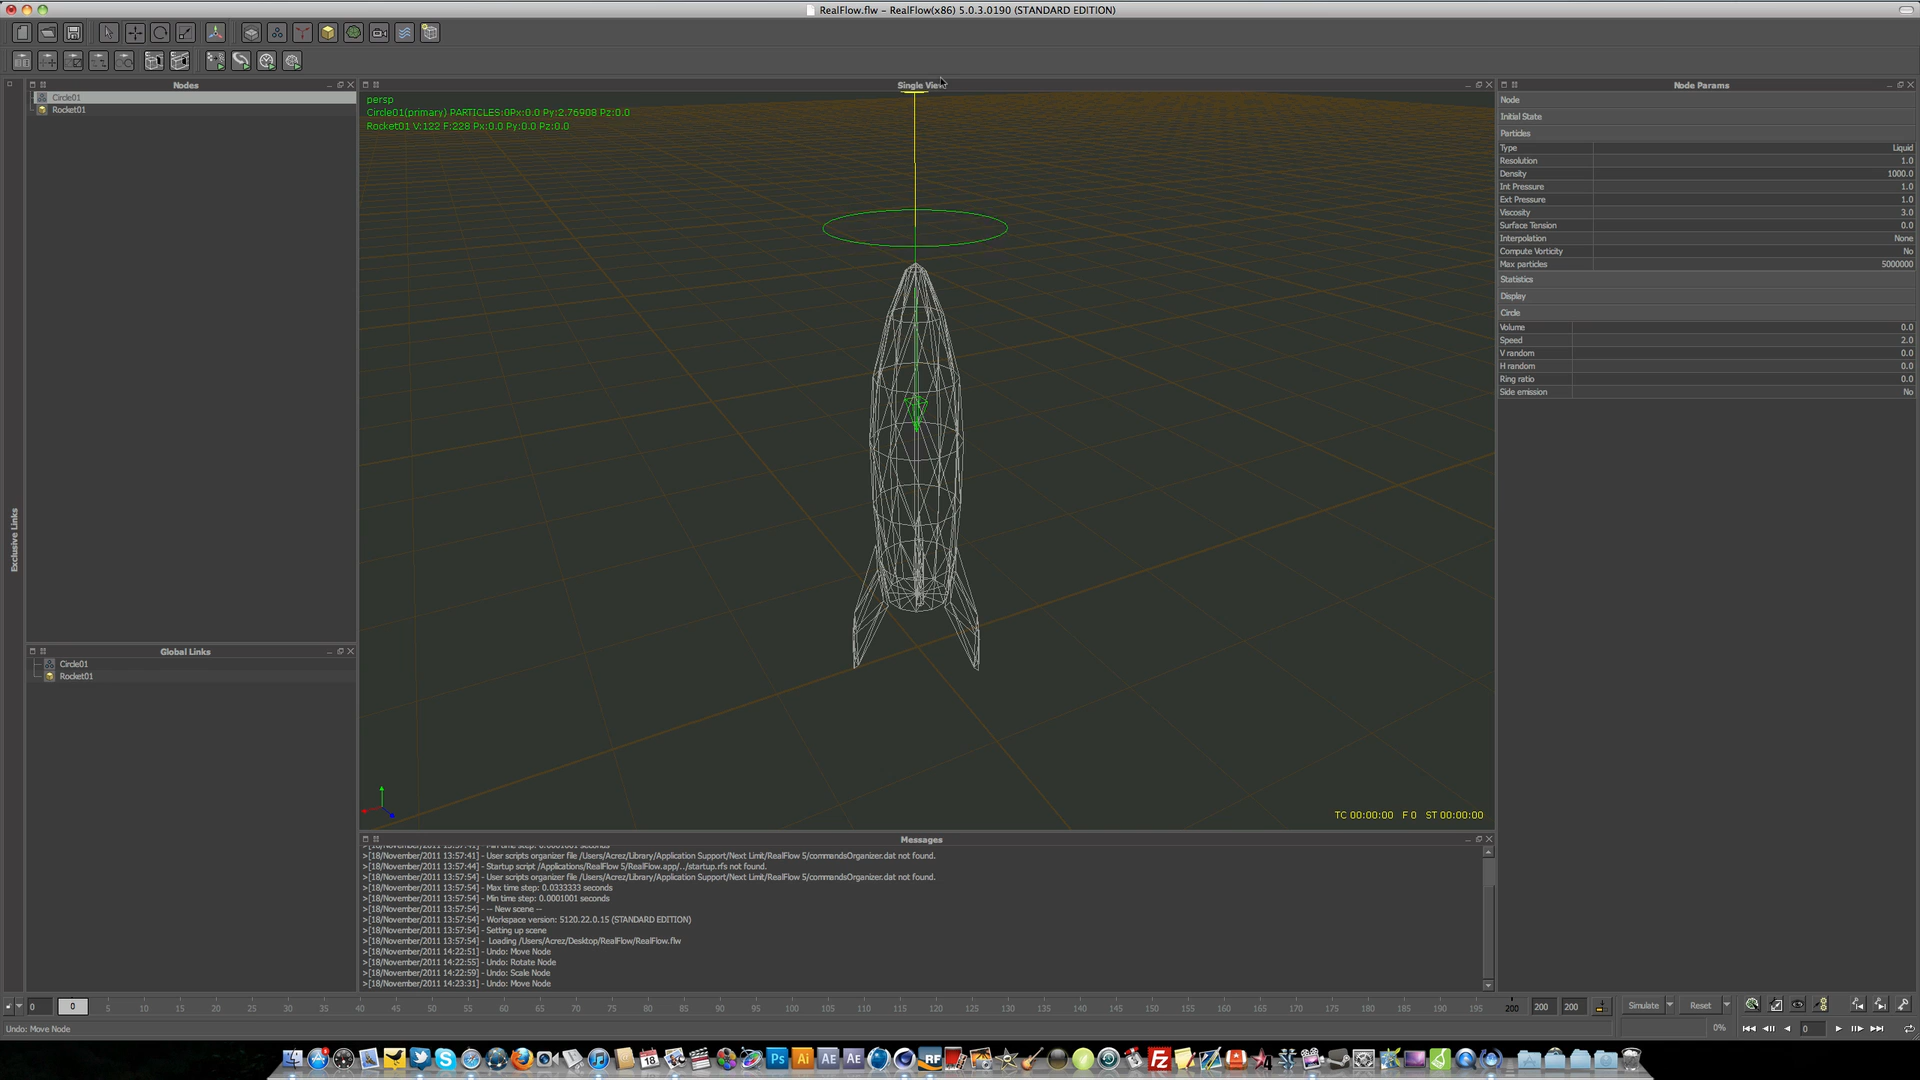 RealFlow.flw - RealFlow(x86) 5.0.3.0190 (STANDARD EDITION)
Nodes
Circle01
Rocket01
Exclusive Links
Global Links
Circle01
Rocket01
Single View
persp
Circle01(primary) PARTICLES:0Px:0.0 Py:2.76908 Pz:0.0
Rocket01 V:122 F:228 Px:0.0 Py:0.0 Pz:0.0
TC 00:00:00 F 0 ST 00:00:00
Node Params
Node
Initial State
Particles
Type Liquid
Resolution 1.0
Density 1000.0
Int Pressure 1.0
Ext Pressure 1.0
Viscosity 3.0
Surface Tension 0.0
Interpolation None
Compute Vorticity No
Max particles 5000000
Statistics
Display
Circle
Volume 0.0
Speed 2.0
V random 0.0
H random 0.0
Ring ratio 0.0
Side emission No
Messages
>[18/November/2011 13:57:41] - User scripts organizer file /Users/Acrez/Library/Application Support/Next Limit/RealFlow 5/commandsOrganizer.dat not found.
>[18/November/2011 13:57:44] - Startup script /Applications/RealFlow 5/RealFlow.app/../startup.rfs not found.
>[18/November/2011 13:57:54] - User scripts organizer file /Users/Acrez/Library/Application Support/Next Limit/RealFlow 5/commandsOrganizer.dat not found.
>[18/November/2011 13:57:54] - Max time step: 0.0333333 seconds
>[18/November/2011 13:57:54] - Min time step: 0.0001001 seconds
>[18/November/2011 13:57:54] - -- New scene --
>[18/November/2011 13:57:54] - Workspace version: 5120.22.0.15 (STANDARD EDITION)
>[18/November/2011 13:57:54] - Setting up scene
>[18/November/2011 13:57:54] - Loading /Users/Acrez/Desktop/RealFlow/RealFlow.flw
>[18/November/2011 14:22:51] - Undo: Move Node
>[18/November/2011 14:22:55] - Undo: Rotate Node
>[18/November/2011 14:22:59] - Undo: Scale Node
>[18/November/2011 14:23:31] - Undo: Move Node
0 0 5 10 15 20 25 30 35 40 45 50 55 60 65 70 75 80 85 90 95 100 105 110 115 120 125 130 135 140 145 150 155 160 165 170 175 180 185 190 195 200 200 200 Simulate Reset
Undo: Move Node 0% 0
18 Ps Ai AE AE RF FZ 4